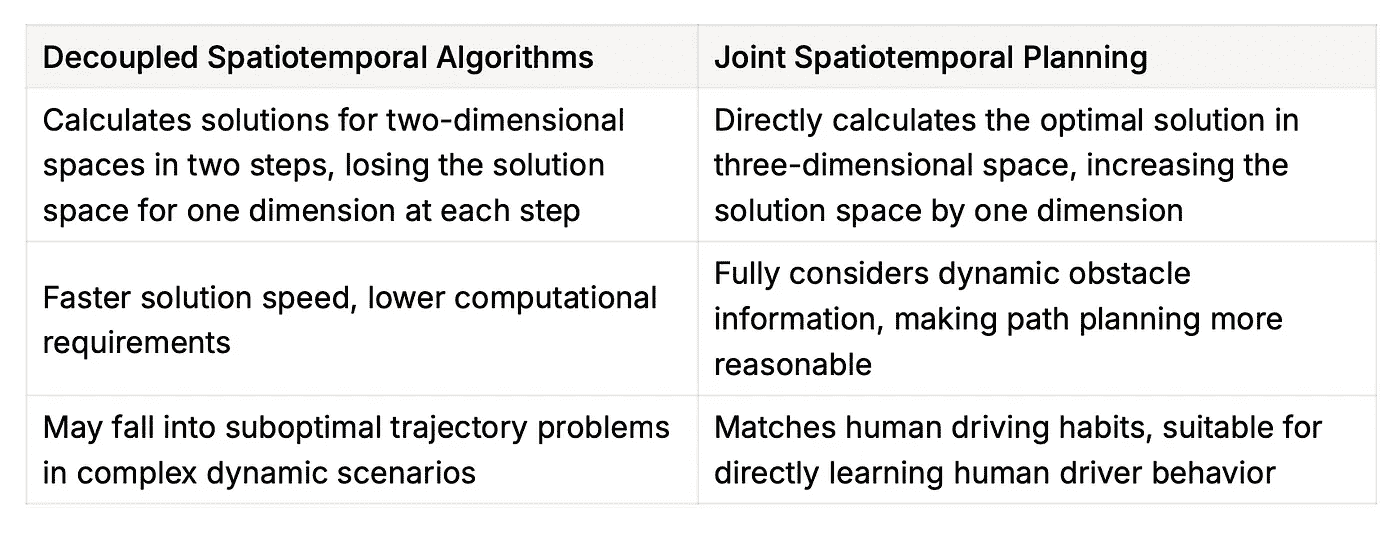 Decoupled Spatiotemporal Algorithms
Joint Spatiotemporal Planning
Calculates solutions for two-dimensional
spaces in two steps, losing the solution
space for one dimension at each step
Directly calculates the optimal solution in
three-dimensional space, increasing the
solution space by one dimension
Faster solution speed, lower computational
requirements
Fully considers dynamic obstacle
information, making path planning more
reasonable
May fall into suboptimal trajectory problems
in complex dynamic scenarios
Matches human driving habits, suitable for
directly learning human driver behavior